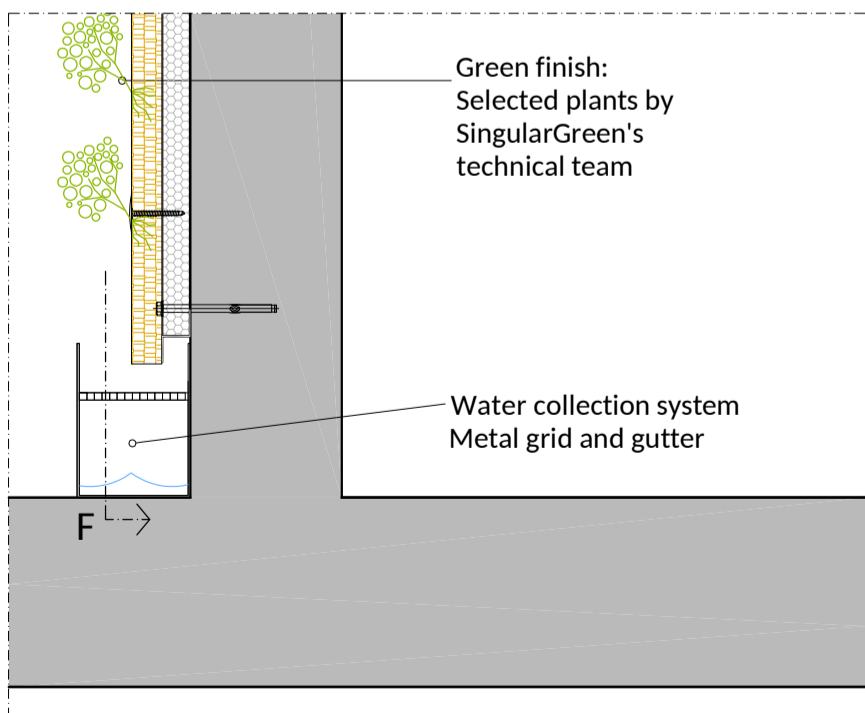 Green finish:
Selected plants by
SingularGreen's
technical team
Water collection system
Metal grid and gutter
F